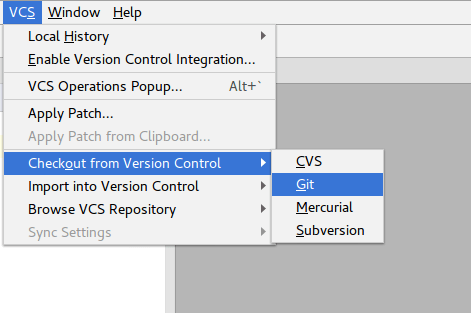 VCS Window Help
Local History
Enable Version Control Integration...
VCS Operations Popup... Alt+`
Apply Patch...
Apply Patch from Clipboard...
Checkout from Version Control
CVS
Import into Version Control
Git
Browse VCS Repository
Mercurial
Sync Settings
Subversion